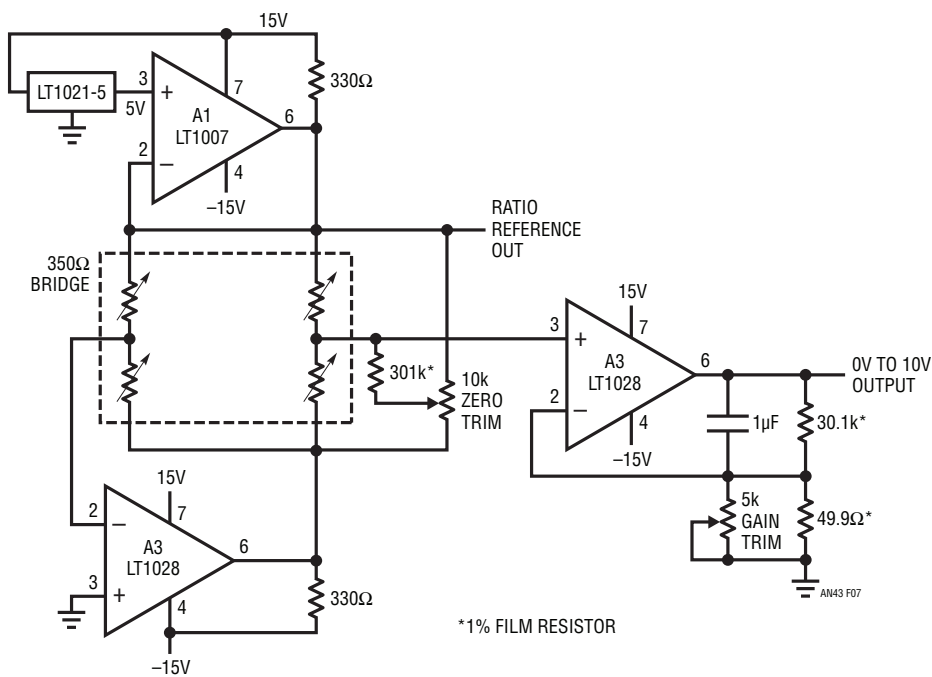 15V
LT1021-5
3
5V
+
7
A1
LT1007
6
330Ω
2
–
4
–15V
RATIO
REFERENCE
OUT
350Ω
BRIDGE
301k*
10k
ZERO
TRIM
15V
3
+
7
A3
LT1028
6
2
–
4
–15V
0V TO 10V
OUTPUT
1µF
30.1k*
5k
GAIN
TRIM
49.9Ω*
15V
2
–
7
A3
LT1028
6
3
+
4
330Ω
–15V
*1% FILM RESISTOR
AN43 F07